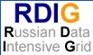 RDIG
Russian Data
Intensive Grid